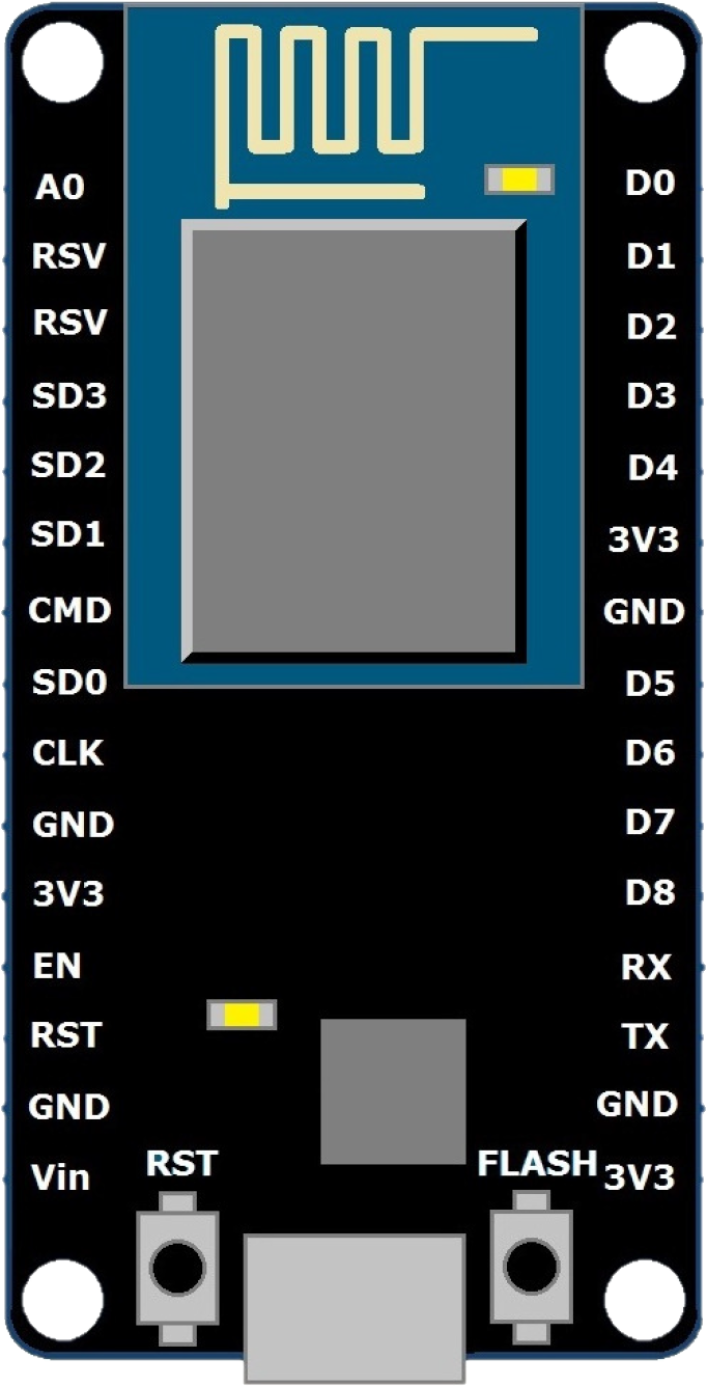 A0 D0
RSV D1
RSV D2
SD3 D3
SD2 D4
SD1 3V3
CMD GND
SD0 D5
CLK D6
GND D7
3V3 D8
EN RX
RST TX
GND GND
Vin RST FLASH 3V3